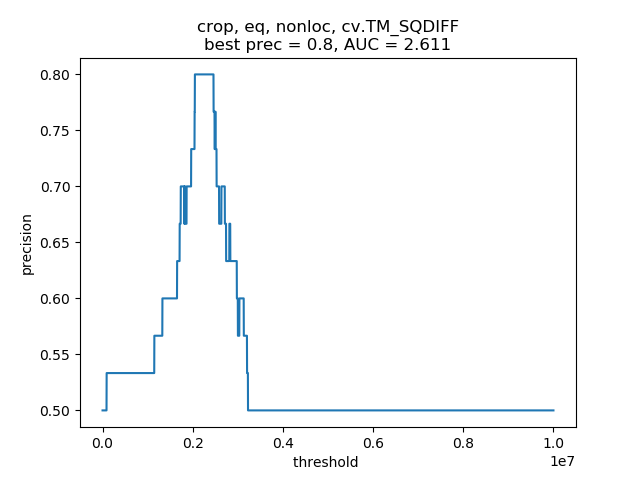 crop, eq, nonloc, cv.TM_SQDIFF
best prec = 0.8, AUC = 2.611
0.80
0.75
0.70
0.65
0.60
0.55
0.50
precision
0.0
0.2
0.4
0.6
0.8
1.0
1e7
threshold